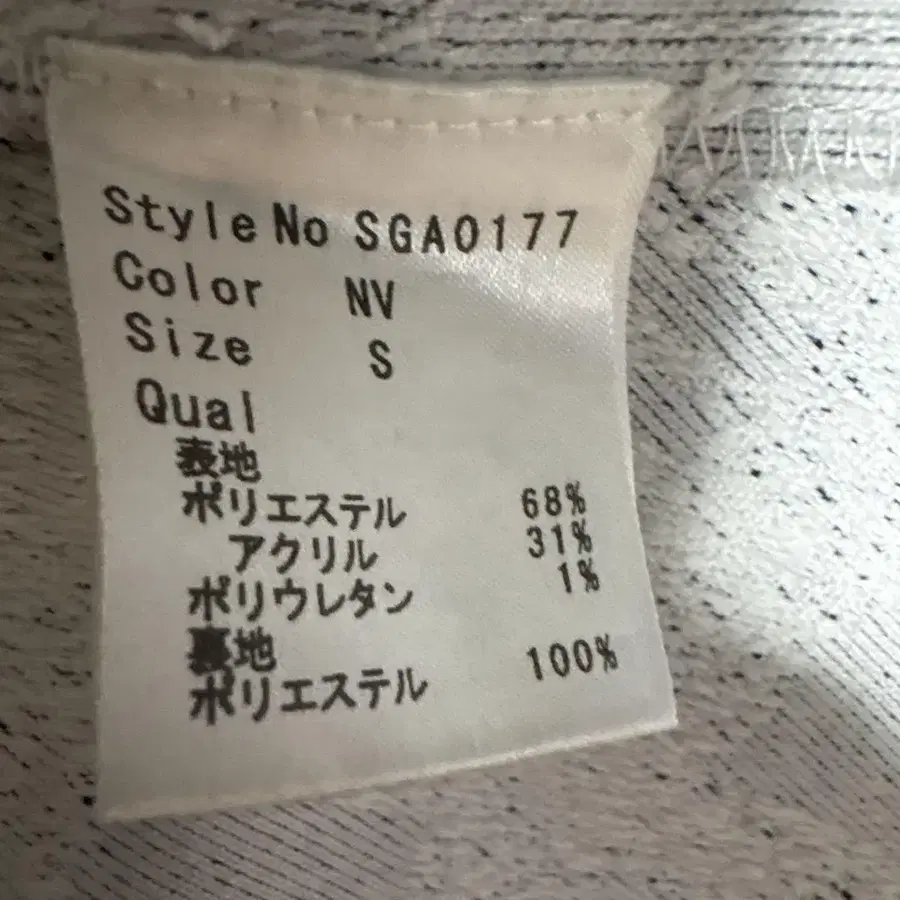 Style No SGA0177
Color NV
Size S
Qual
表地
ポリエステル 68%
アクリル 31%
ポリウレタン 1%
裏地
ポリエステル 100%